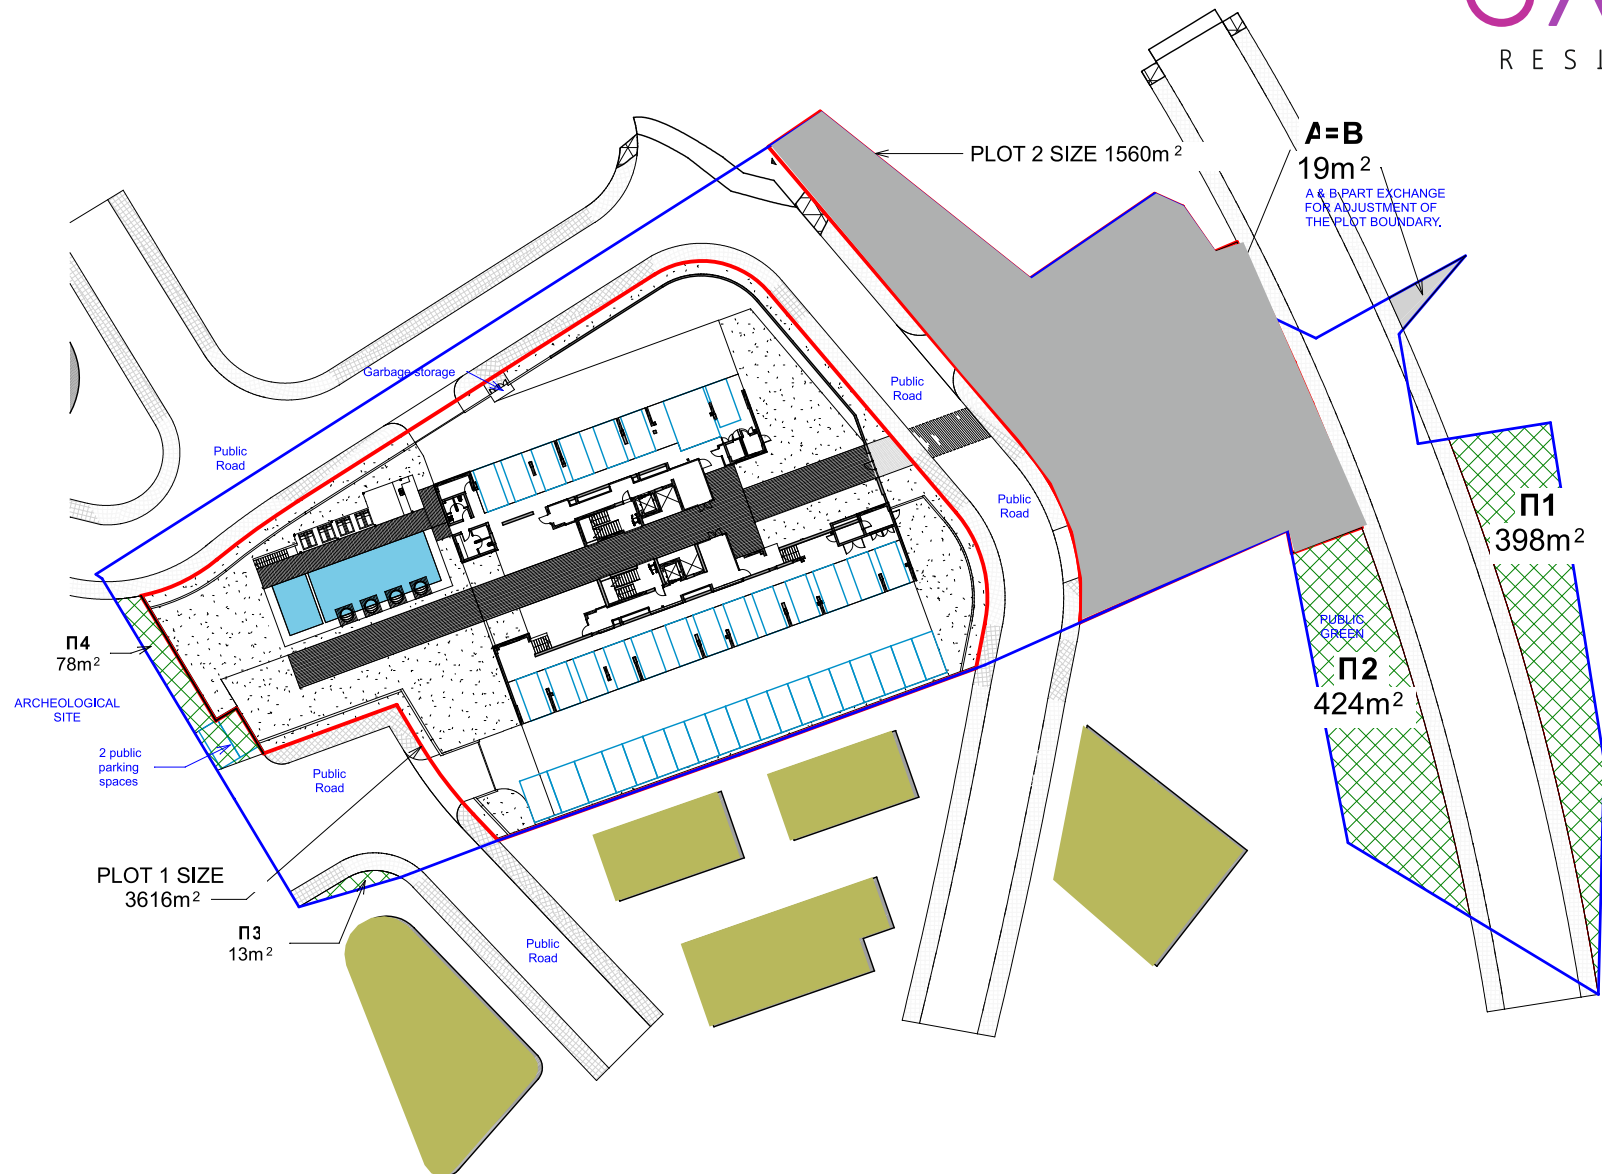 RESI
PLOT 2 SIZE 1560m²
A=B
19m²
A & B PART EXCHANGE
FOR ADJUSTMENT OF
THE PLOT BOUNDARY.
Garbage storage
Public
Road
Public
Road
Public
Road
Π1
398m²
PUBLIC
GREEN
Π2
424m²
Π4
78m²
ARCHEOLOGICAL
SITE
2 public
parking
spaces
Public
Road
PLOT 1 SIZE
3616m²
Π3
13m²
Public
Road